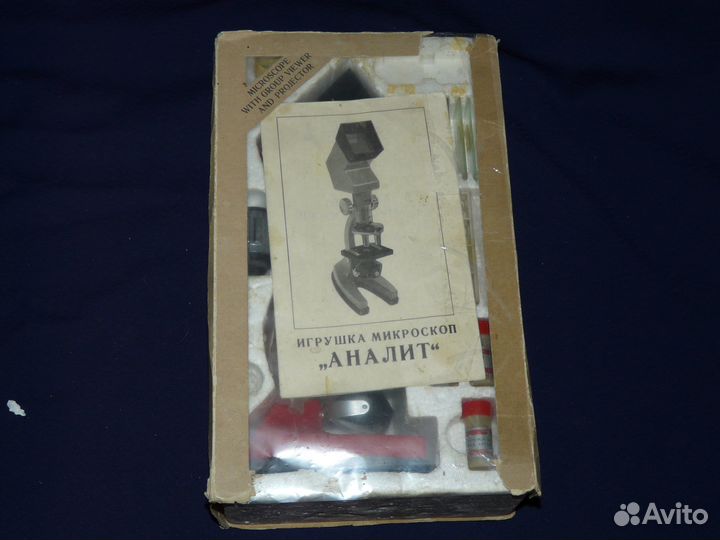 MICROSCOPE
WITH GROUP VIEWER
AND PROJECTOR
ИГРУШКА МИКРОСКОП
„АНАЛИТ“
Avito